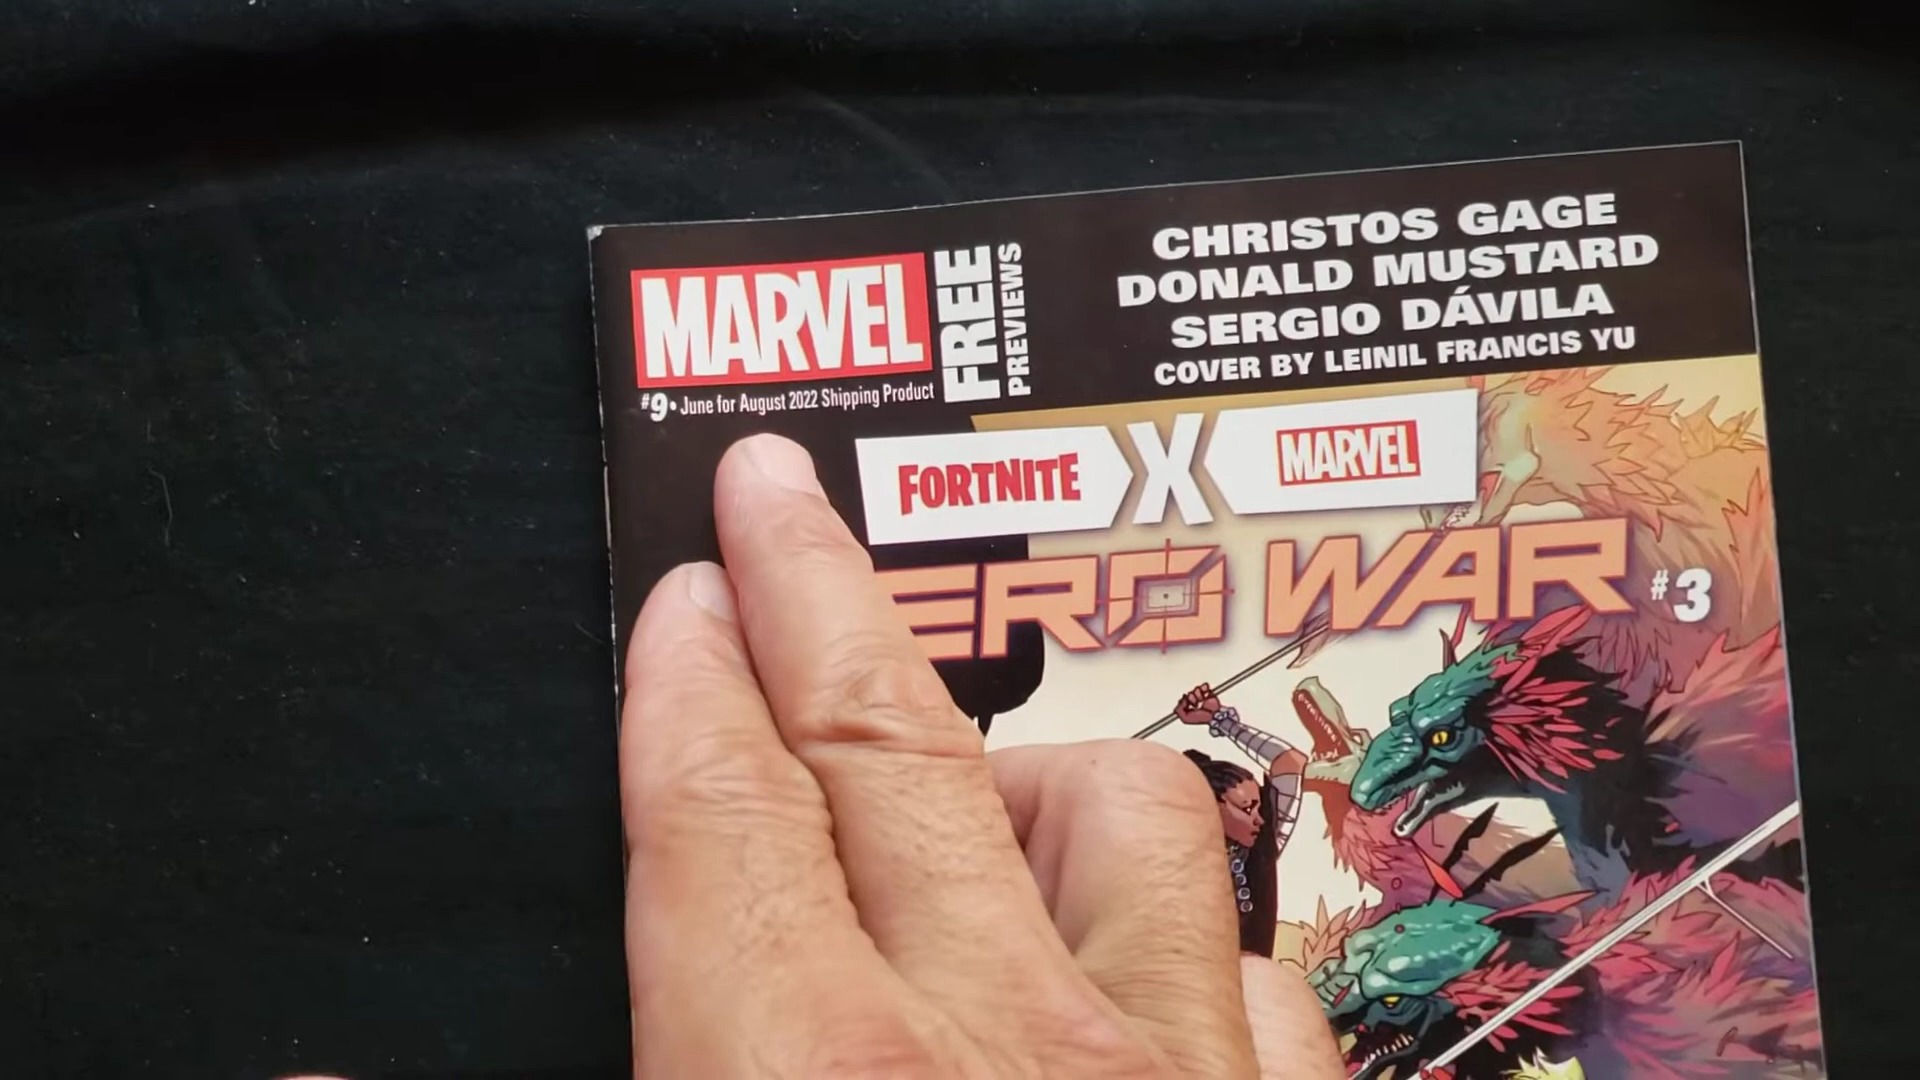 MARVEL
FREE
PREVIEWS
#9• June for August 2022 Shipping Product
CHRISTOS GAGE
DONALD MUSTARD
SERGIO DÁVILA
COVER BY LEINIL FRANCIS YU
FORTNITE X MARVEL
ERO WAR #3